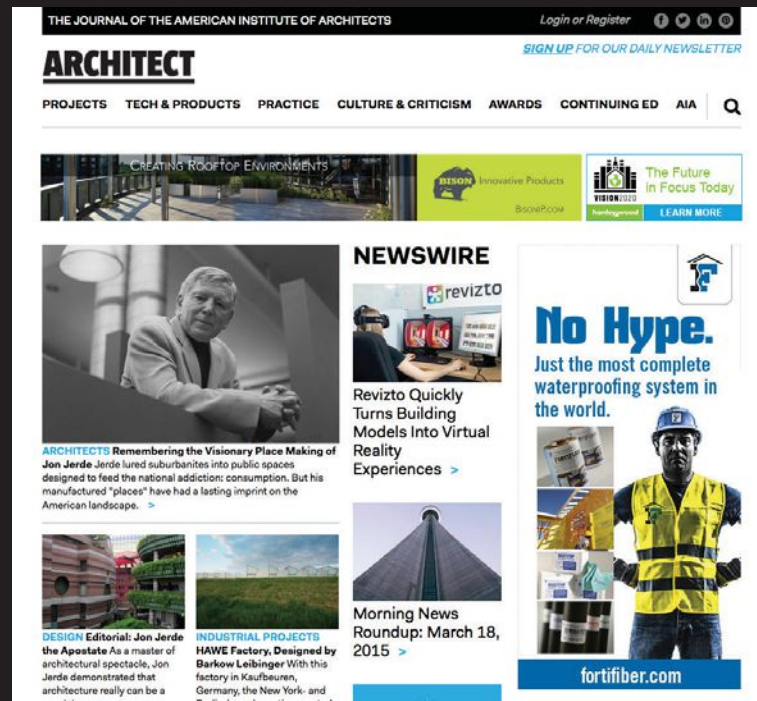 THE JOURNAL OF THE AMERICAN INSTITUTE OF ARCHITECTS
Login or Register
SIGN UP FOR OUR DAILY NEWSLETTER
ARCHITECT
PROJECTS TECH & PRODUCTS PRACTICE CULTURE & CRITICISM AWARDS CONTINUING ED AIA
CREATING ROOFTOP ENVIRONMENTS
BISON Innovative Products
BISONIP.COM
VISION2020
The Future
in Focus Today
LEARN MORE
ARCHITECTS Remembering the Visionary Place Making of
Jon Jerde Jerde lured suburbanites into public spaces
designed to feed the national addiction: consumption. But his
manufactured "places" have had a lasting imprint on the
American landscape. >
DESIGN Editorial: Jon Jerde
the Apostate As a master of
architectural spectacle, Jon
Jerde demonstrated that
architecture really can be a
INDUSTRIAL PROJECTS
HAWE Factory, Designed by
Barkow Leibinger With this
factory in Kaufbeuren,
Germany, the New York- and
NEWSWIRE
revizto
Revizto Quickly
Turns Building
Models Into Virtual
Reality
Experiences >
Morning News
Roundup: March 18,
2015 >
No Hype.
Just the most complete
waterproofing system in
the world.
fortifiber.com